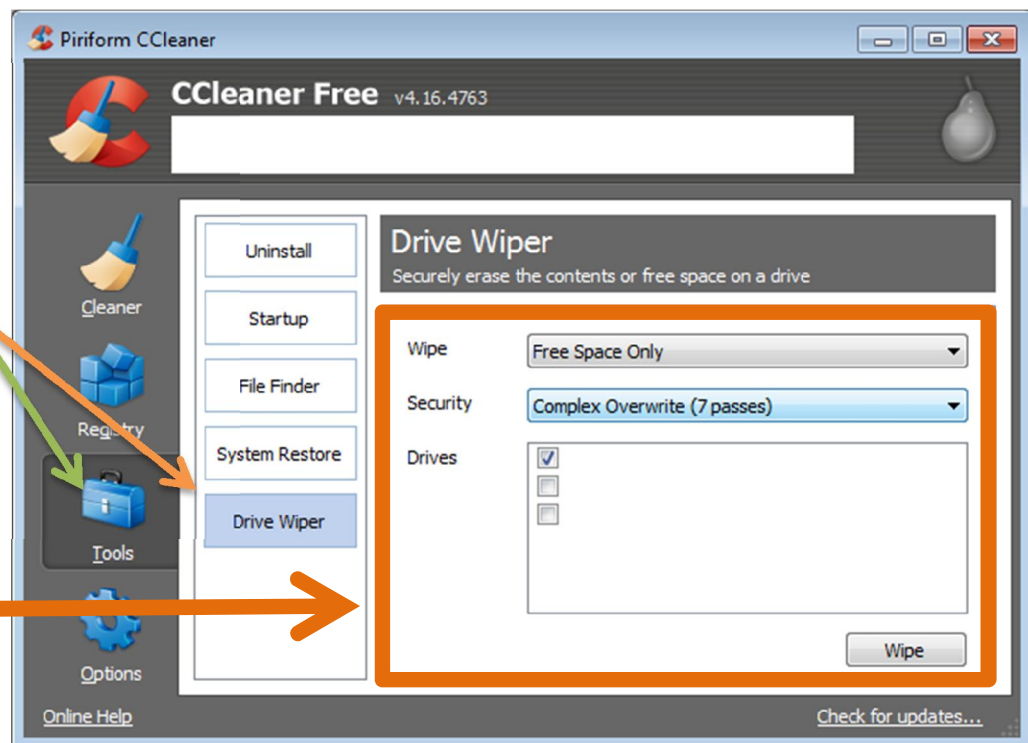 Piriform CCleaner
CCleaner Free v4.16.4763
Cleaner
Registry
Tools
Options
Uninstall
Startup
File Finder
System Restore
Drive Wiper
Drive Wiper
Securely erase the contents or free space on a drive
Wipe Free Space Only
Security Complex Overwrite (7 passes)
Drives
Wipe
Online Help
Check for updates...